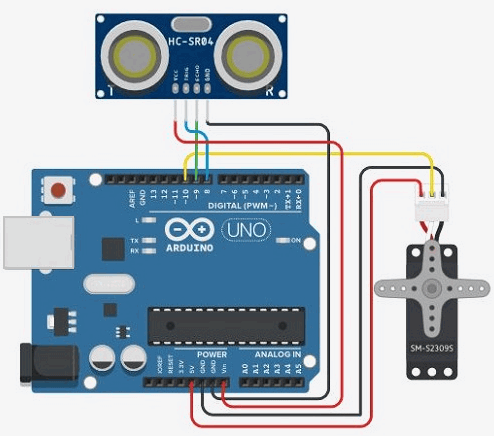 HC-SR04
T
VCC
TRIG
ECHO
GND
R
AREF
GND
13
12
~11
~10
~9
8
7
~6
~5
4
~3
2
TX→1
RX←0
DIGITAL (PWM~)
L
TX
RX
ARDUINO
UNO
ON
IOREF
RESET
3.3V
5V
GND
GND
Vin
POWER
ANALOG IN
A0
A1
A2
A3
A4
A5
SM-S2309S